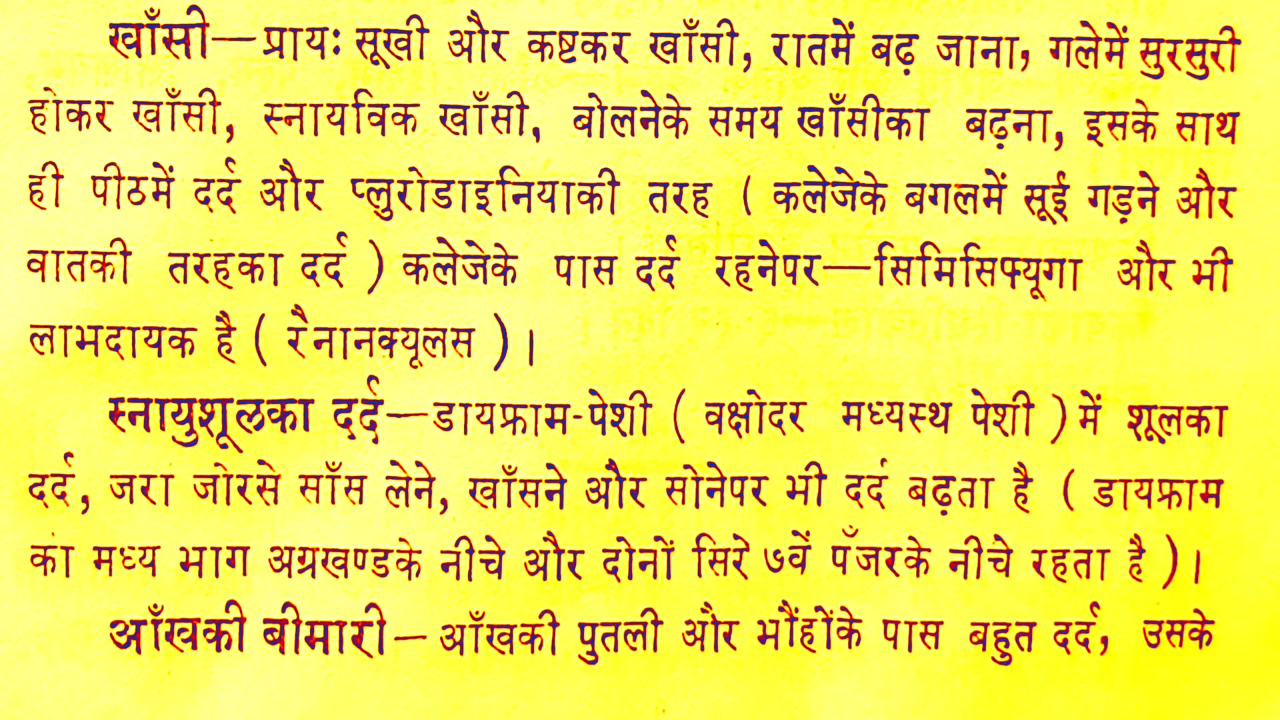 खाँसी—प्रायः सूखी और कष्टकर खाँसी, रातमें बढ़ जाना, गलेमें सुरसुरी
होकर खाँसी, स्नायविक खाँसी, बोलनेके समय खाँसीका बढ़ना, इसके साथ
ही पीठमें दर्द और प्लुरोडाइनियाकी तरह ( कलेजेके बगलमें सूई गड़ने और
वातकी तरहका दर्द ) कलेजेके पास दर्द रहनेपर—सिमिसिफ्यूगा और भी
लाभदायक है ( रैनानक्यूलस )।
स्नायुशूलका दर्द—डायफ्राम-पेशी ( वक्षोदर मध्यस्थ पेशी ) में शूलका
दर्द, जरा जोरसे साँस लेने, खाँसने और सोनेपर भी दर्द बढ़ता है ( डायफ्राम
का मध्य भाग अग्रखण्डके नीचे और दोनों सिरे ७वें पँजरके नीचे रहता है )।
आँखकी बीमारी—आँखकी पुतली और भौंहोंके पास बहुत दर्द, उसके